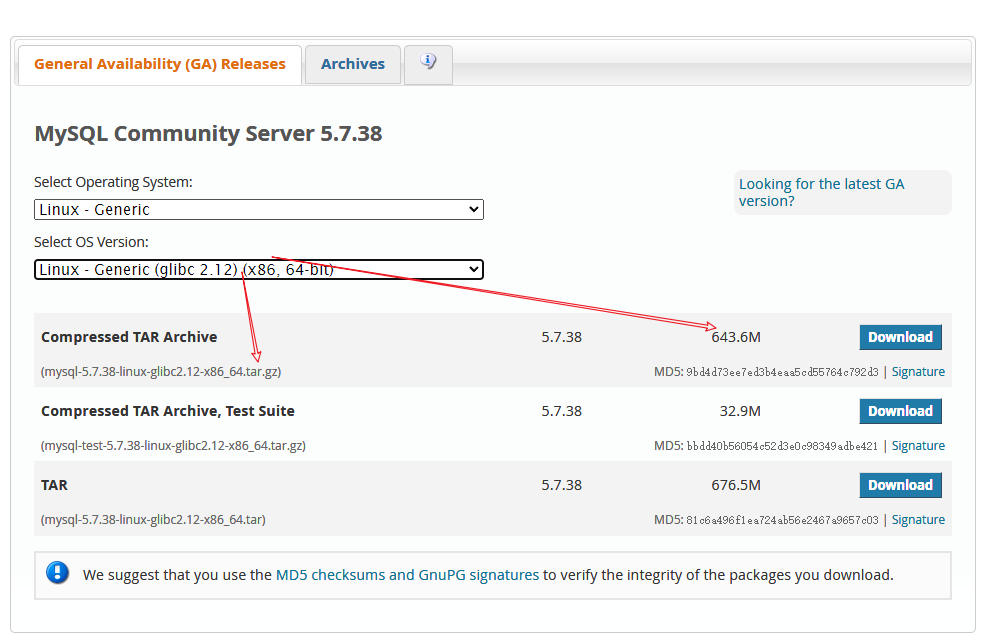 General Availability (GA) Releases
Archives
MySQL Community Server 5.7.38
Select Operating System:
Looking for the latest GA
version?
Linux - Generic
Select OS Version:
Linux - Generic (glibc 2.12) (x86, 64-bit)
Compressed TAR Archive 5.7.38 643.6M Download
(mysql-5.7.38-linux-glibc2.12-x86_64.tar.gz) MD5: 9bd4d73ee7ed3b4eaa5cd55764c792d3 | Signature
Compressed TAR Archive, Test Suite 5.7.38 32.9M Download
(mysql-test-5.7.38-linux-glibc2.12-x86_64.tar.gz) MD5: bbdd40b56054c52d3e0c98349adbe421 | Signature
TAR 5.7.38 676.5M Download
(mysql-5.7.38-linux-glibc2.12-x86_64.tar) MD5: 81c6a496f1ea724ab56e2467a9657c03 | Signature
We suggest that you use the MD5 checksums and GnuPG signatures to verify the integrity of the packages you download.